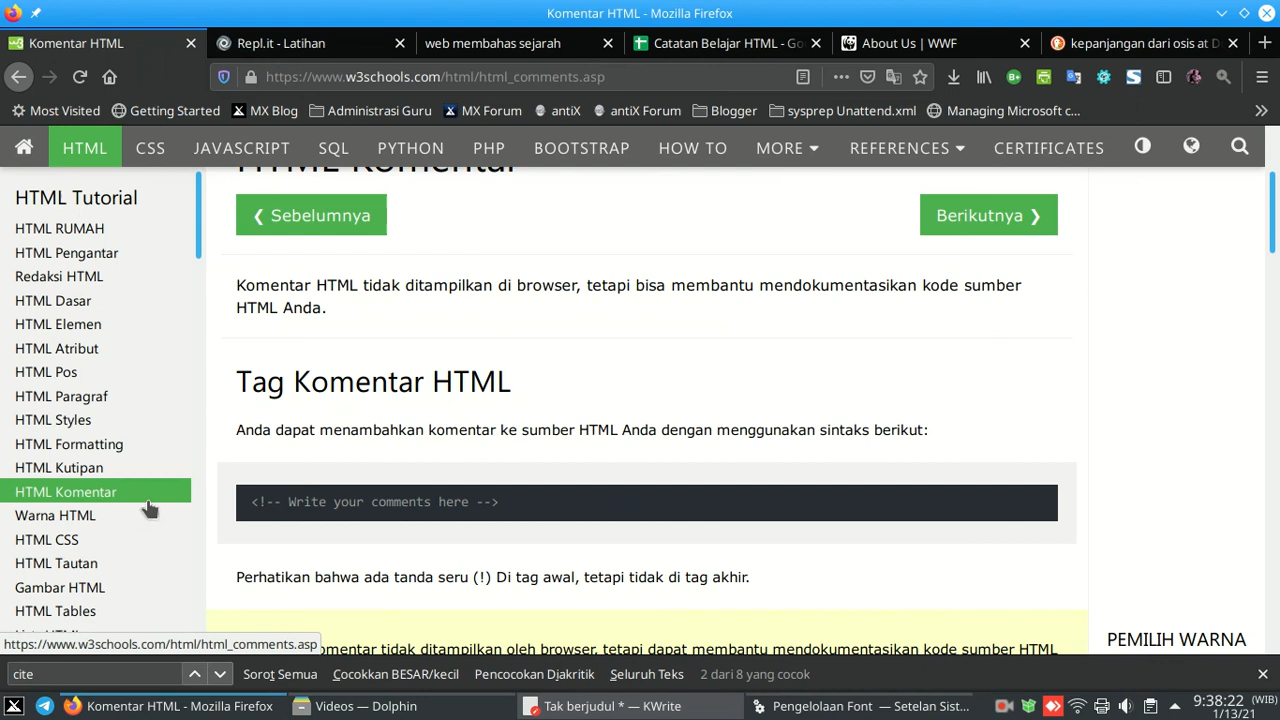 Komentar HTML - Mozilla Firefox
Komentar HTML
Repl.it - Latihan
web membahas sejarah
Catatan Belajar HTML - Go
About Us | WWF
kepanjangan dari osis at D
https://www.w3schools.com/html/html_comments.asp
Most Visited
Getting Started
MX Blog
Administrasi Guru
MX Forum
antiX
antiX Forum
Blogger
sysprep Unattend.xml
Managing Microsoft c...
HTML
CSS
JAVASCRIPT
SQL
PYTHON
PHP
BOOTSTRAP
HOW TO
MORE
REFERENCES
CERTIFICATES
HTML Tutorial
HTML RUMAH
HTML Pengantar
Redaksi HTML
HTML Dasar
HTML Elemen
HTML Atribut
HTML Pos
HTML Paragraf
HTML Styles
HTML Formatting
HTML Kutipan
HTML Komentar
Warna HTML
HTML CSS
HTML Tautan
Gambar HTML
HTML Tables
HTML Komentar
❮ Sebelumnya
Berikutnya ❯
Komentar HTML tidak ditampilkan di browser, tetapi bisa membantu mendokumentasikan kode sumber
HTML Anda.
Tag Komentar HTML
Anda dapat menambahkan komentar ke sumber HTML Anda dengan menggunakan sintaks berikut:
<!-- Write your comments here -->
Perhatikan bahwa ada tanda seru (!) Di tag awal, tetapi tidak di tag akhir.
omentar tidak ditampilkan oleh browser, tetapi dapat membantu mendokumentasikan kode sumber HTML
PEMILIH WARNA
https://www.w3schools.com/html/html_comments.asp
cite
Sorot Semua
Cocokkan BESAR/kecil
Pencocokan Djakritik
Seluruh Teks
2 dari 8 yang cocok
Komentar HTML - Mozilla Firefox
Videos — Dolphin
Tak berjudul * — KWrite
Pengelolaan Font — Setelan Sist...
9:38:22 (WIB)
1/13/21